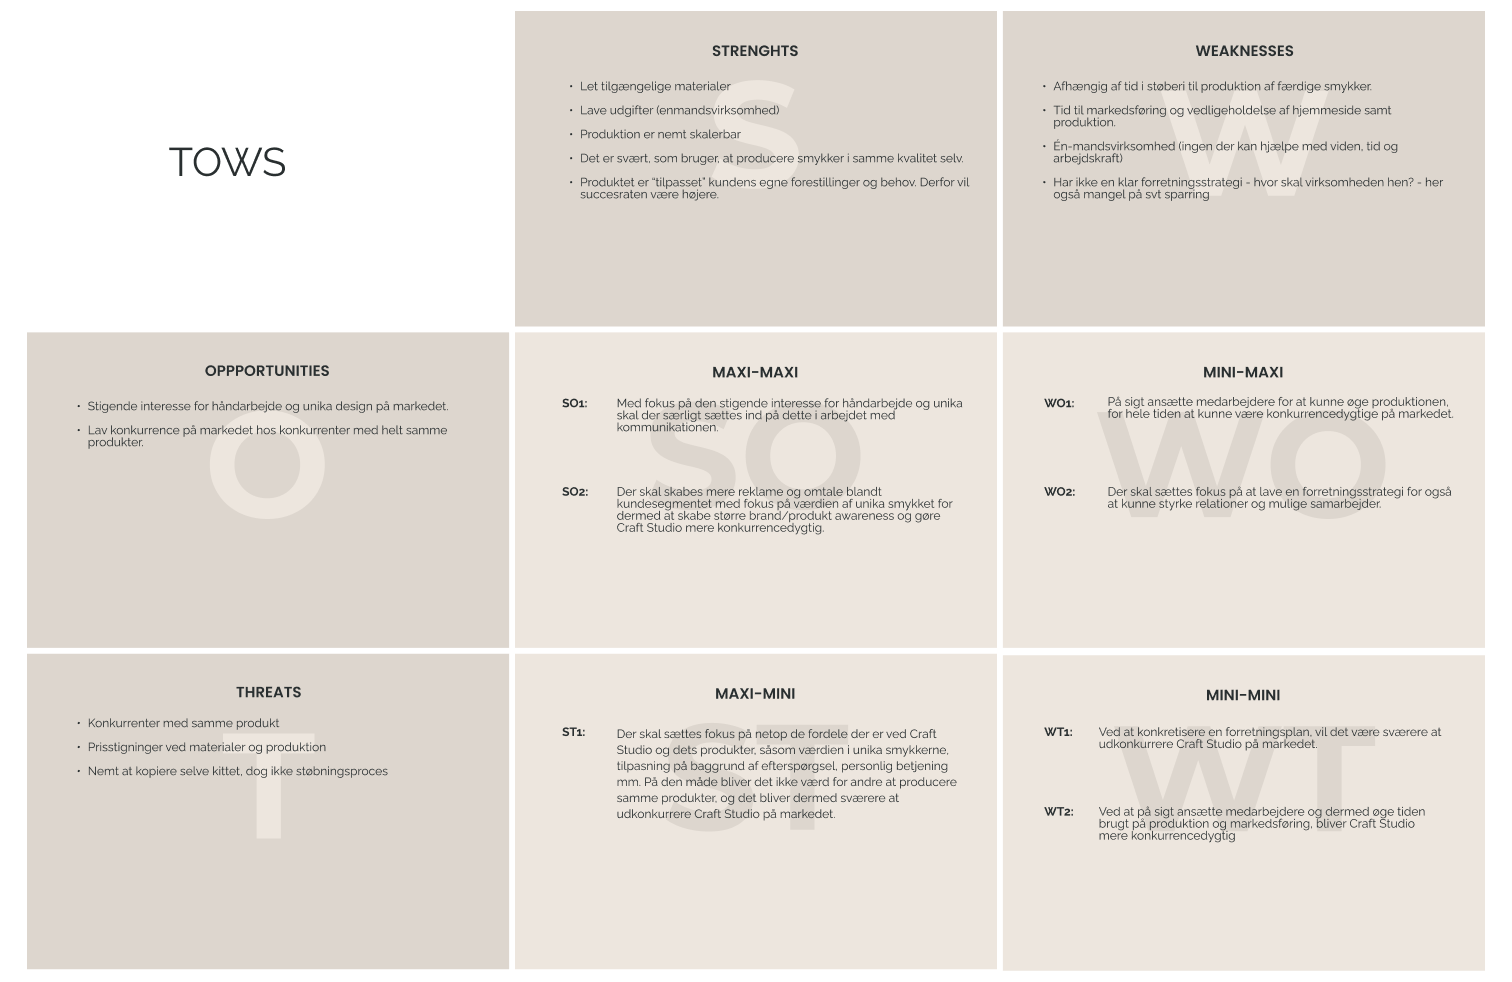 TOWS
STRENGHTS
S
• Let tilgængelige materialer
• Lave udgifter (enmandsvirksomhed)
• Produktion er nemt skalerbar
• Det er svært, som bruger, at producere smykker i samme kvalitet selv.
• Produktet er “tilpasset” kundens egne forestillinger og behov. Derfor vil
succesraten være højere.
WEAKNESSES
W
• Afhængig af tid i støberi til produktion af færdige smykker.
• Tid til markedsføring og vedligeholdelse af hjemmeside samt
produktion.
• Én-mandsvirksomhed (ingen der kan hjælpe med viden, tid og
arbejdskraft)
• Har ikke en klar forretningsstrategi - hvor skal virksomheden hen? - her
også mangel på svt sparring
OPPPORTUNITIES
O
• Stigende interesse for håndarbejde og unika design på markedet.
• Lav konkurrence på markedet hos konkurrenter med helt samme
produkter.
MAXI-MAXI
SO
SO1: Med fokus på den stigende interesse for håndarbejde og unika
skal der særligt sættes ind på dette i arbejdet med
kommunikationen.
SO2: Der skal skabes mere reklame og omtale blandt
kundesegmentet med fokus på værdien af unika smykket for
dermed at skabe større brand/produkt awareness og gøre
Craft Studio mere konkurrencedygtig.
MINI-MAXI
WO
WO1: På sigt ansætte medarbejdere for at kunne øge produktionen,
for hele tiden at kunne være konkurrencedygtige på markedet.
WO2: Der skal sættes fokus på at lave en forretningsstrategi for også
at kunne styrke relationer og mulige samarbejder.
THREATS
T
• Konkurrenter med samme produkt
• Prisstigninger ved materialer og produktion
• Nemt at kopiere selve kittet, dog ikke støbningsproces
MAXI-MINI
ST
ST1: Der skal sættes fokus på netop de fordele der er ved Craft
Studio og dets produkter, såsom værdien i unika smykkerne,
tilpasning på baggrund af efterspørgsel, personlig betjening
mm. På den måde bliver det ikke værd for andre at producere
samme produkter, og det bliver dermed sværere at
udkonkurrere Craft Studio på markedet.
MINI-MINI
WT
WT1: Ved at konkretisere en forretningsplan, vil det være sværere at
udkonkurrere Craft Studio på markedet.
WT2: Ved at på sigt ansætte medarbejdere og dermed øge tiden
brugt på produktion og markedsføring, bliver Craft Studio
mere konkurrencedygtig